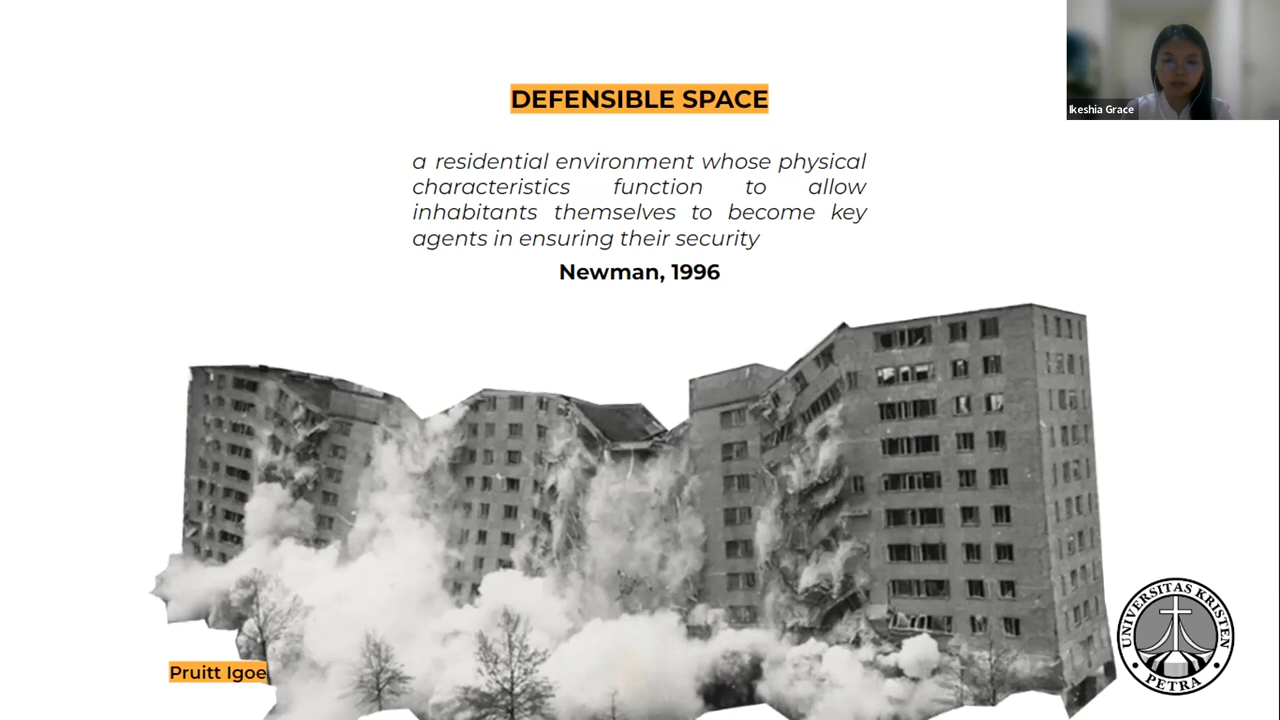 DEFENSIBLE SPACE
a residential environment whose physical
characteristics function to allow
inhabitants themselves to become key
agents in ensuring their security
Newman, 1996
Ikeshia Grace
Pruitt Igoe
UNIVERSITAS KRISTEN
PETRA